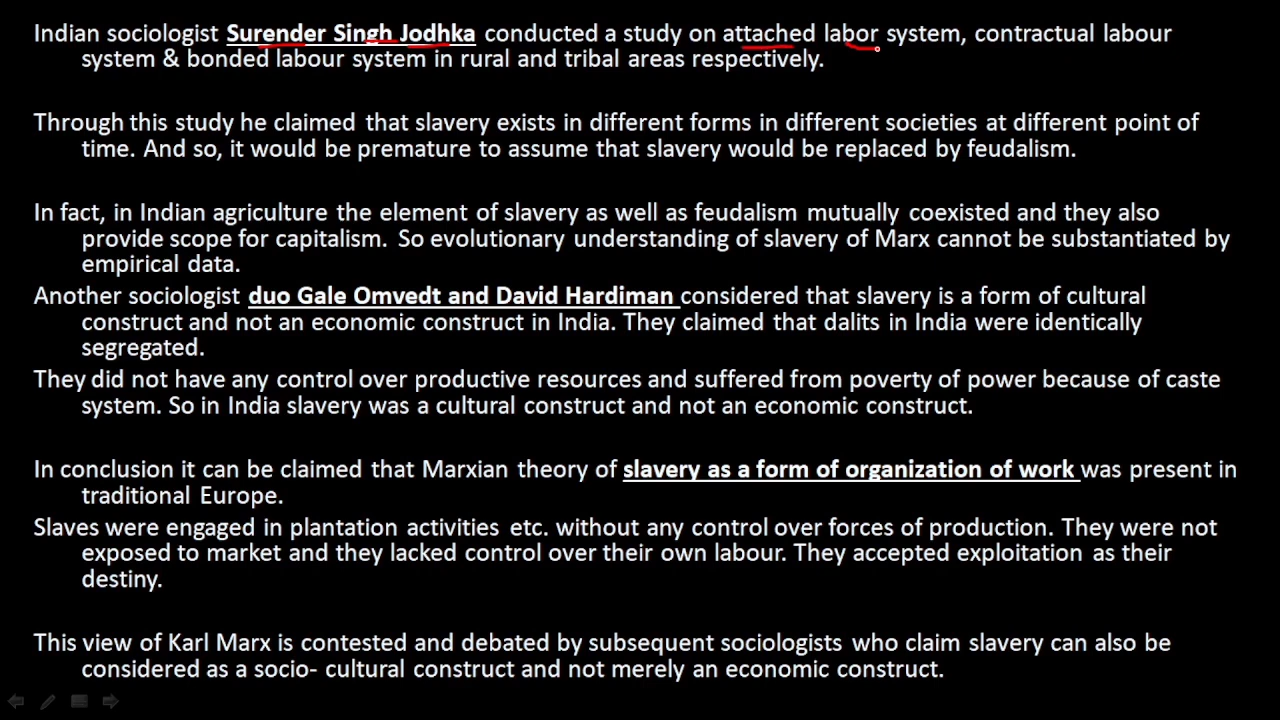 Indian sociologist Surender Singh Jodhka conducted a study on attached labor system, contractual labour
system & bonded labour system in rural and tribal areas respectively.
Through this study he claimed that slavery exists in different forms in different societies at different point of
time. And so, it would be premature to assume that slavery would be replaced by feudalism.
In fact, in Indian agriculture the element of slavery as well as feudalism mutually coexisted and they also
provide scope for capitalism. So evolutionary understanding of slavery of Marx cannot be substantiated by
empirical data.
Another sociologist duo Gale Omvedt and David Hardiman considered that slavery is a form of cultural
construct and not an economic construct in India. They claimed that dalits in India were identically
segregated.
They did not have any control over productive resources and suffered from poverty of power because of caste
system. So in India slavery was a cultural construct and not an economic construct.
In conclusion it can be claimed that Marxian theory of slavery as a form of organization of work was present in
traditional Europe.
Slaves were engaged in plantation activities etc. without any control over forces of production. They were not
exposed to market and they lacked control over their own labour. They accepted exploitation as their
destiny.
This view of Karl Marx is contested and debated by subsequent sociologists who claim slavery can also be
considered as a socio- cultural construct and not merely an economic construct.